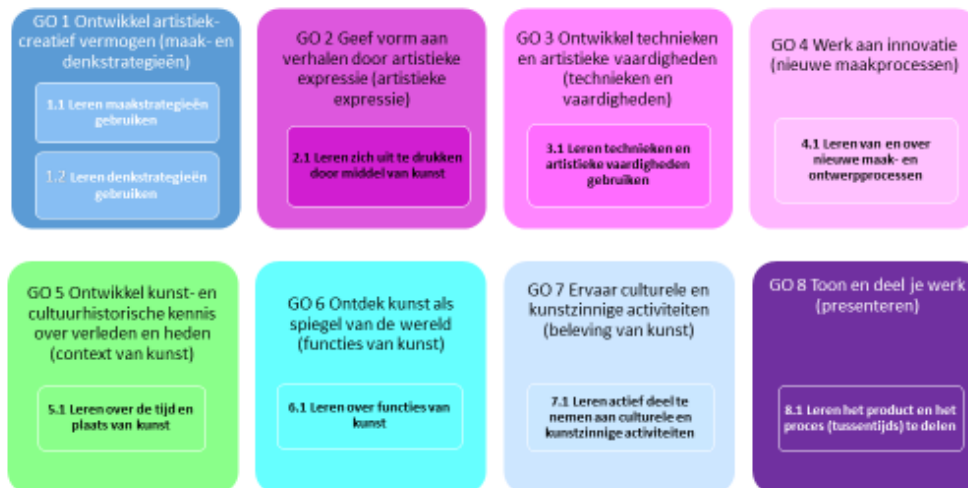 GO 1 Ontwikkel artistiek-
creatief vermogen (maak- en
denkstrategieën)
1.1 Leren maakstrategieën
gebruiken
1.2 Leren denkstrategieën
gebruiken
GO 2 Geef vorm aan
verhalen door artistieke
expressie (artistieke
expressie)
2.1 Leren zich uit te drukken
door middel van kunst
GO 3 Ontwikkel technieken
en artistieke vaardigheden
(technieken en
vaardigheden)
3.1 Leren technieken en
artistieke vaardigheden
gebruiken
GO 4 Werk aan innovatie
(nieuwe maakprocessen)
4.1 Leren van en over
nieuwe maak- en
ontwerpprocessen
GO 5 Ontwikkel kunst- en
cultuurhistorische kennis
over verleden en heden
(context van kunst)
5.1 Leren over de tijd en
plaats van kunst
GO 6 Ontdek kunst als
spiegel van de wereld
(functies van kunst)
6.1 Leren over functies van
kunst
GO 7 Ervaar culturele en
kunstzinnige activiteiten
(beleving van kunst)
7.1 Leren actief deel te
nemen aan culturele en
kunstzinnige activiteiten
GO 8 Toon en deel je werk
(presenteren)
8.1 Leren het product en het
proces (tussentijds) te delen